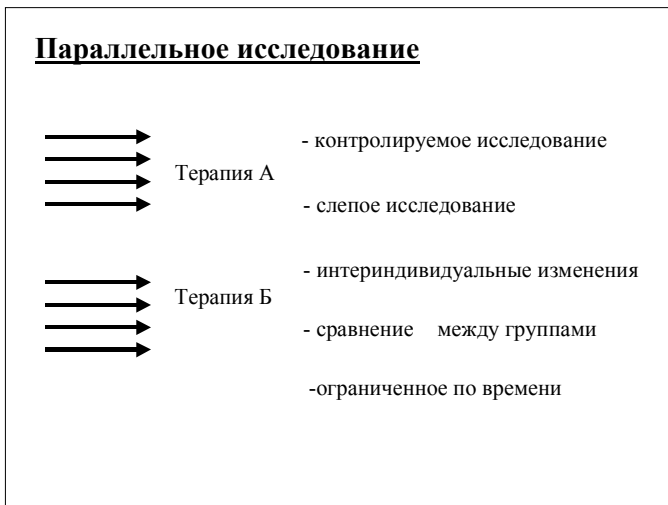 Параллельное исследование
- контролируемое исследование
Терапия А
- слепое исследование
- интериндивидуальные изменения
Терапия Б
- сравнение между группами
-ограниченное по времени